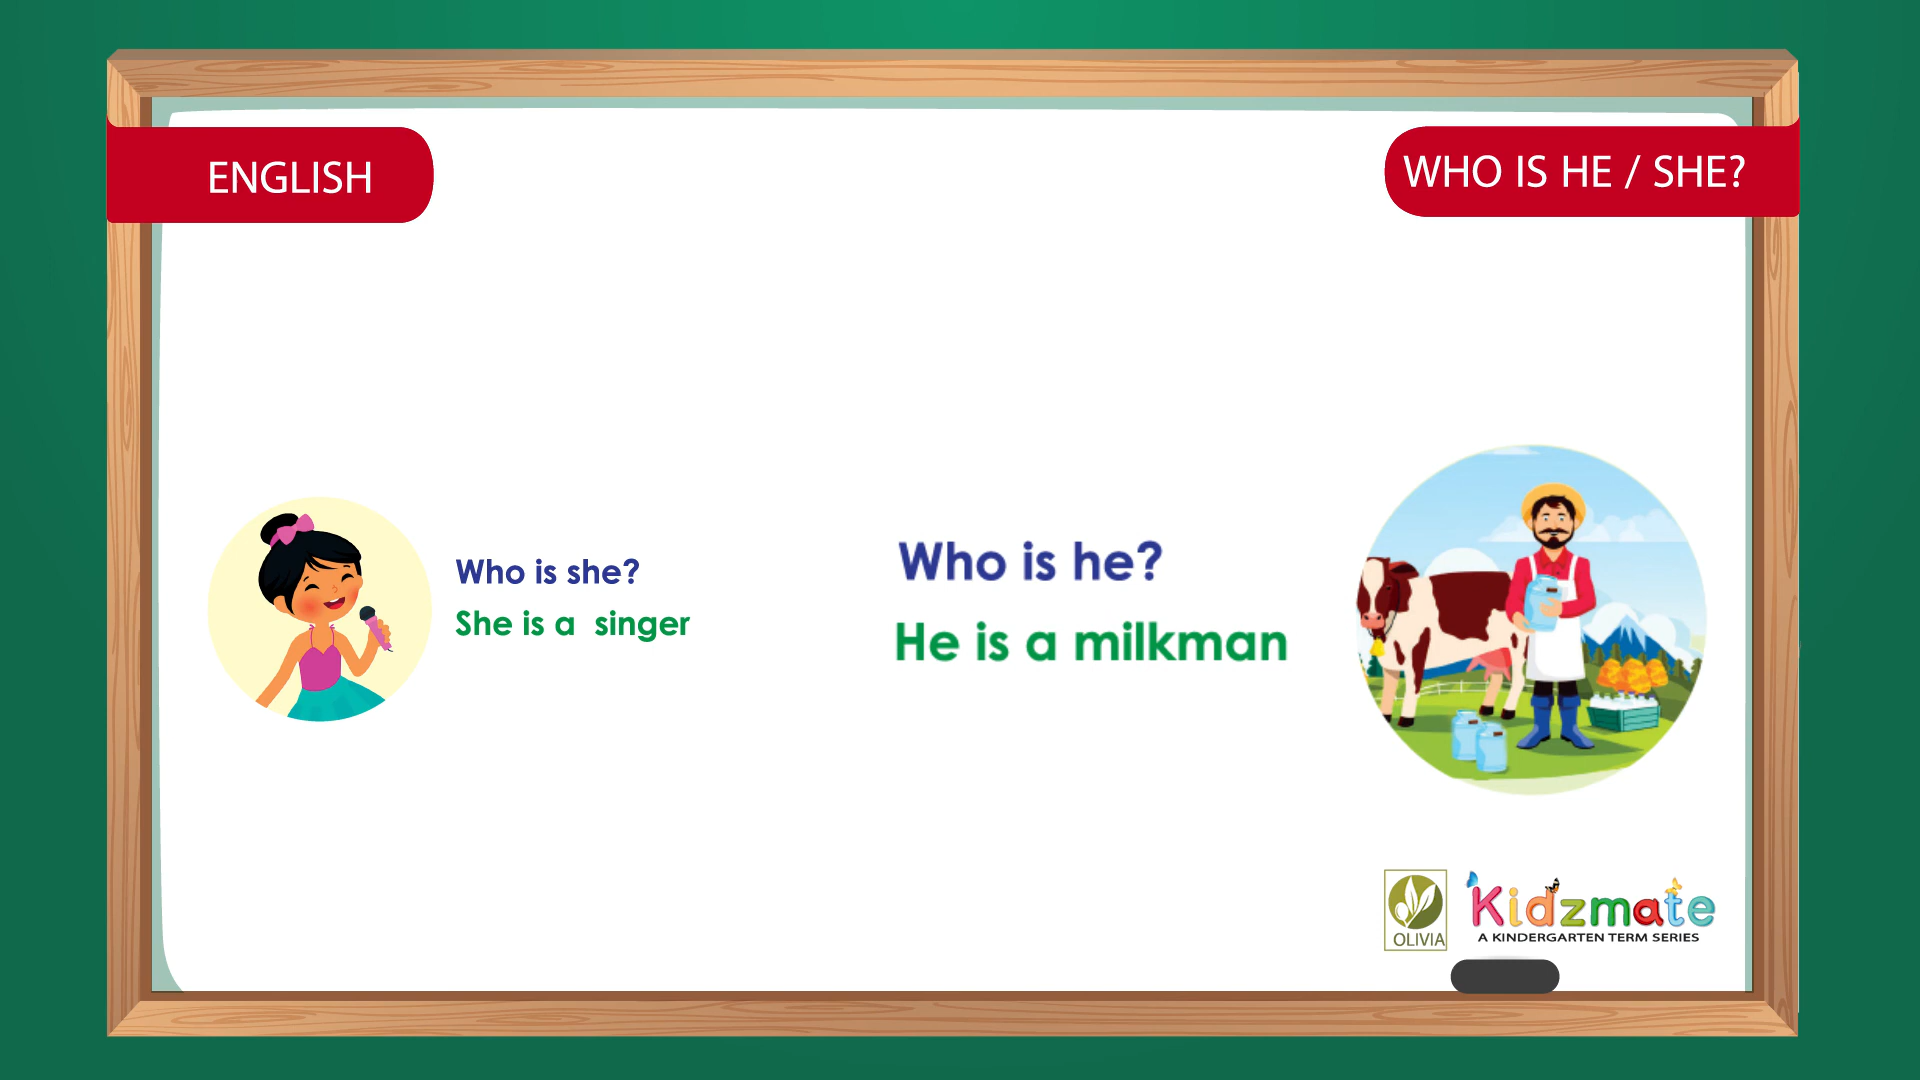 ENGLISH
WHO IS HE / SHE?
Who is she?
She is a singer
Who is he?
He is a milkman
OLIVIA
Kidzmate
A KINDERGARTEN TERM SERIES